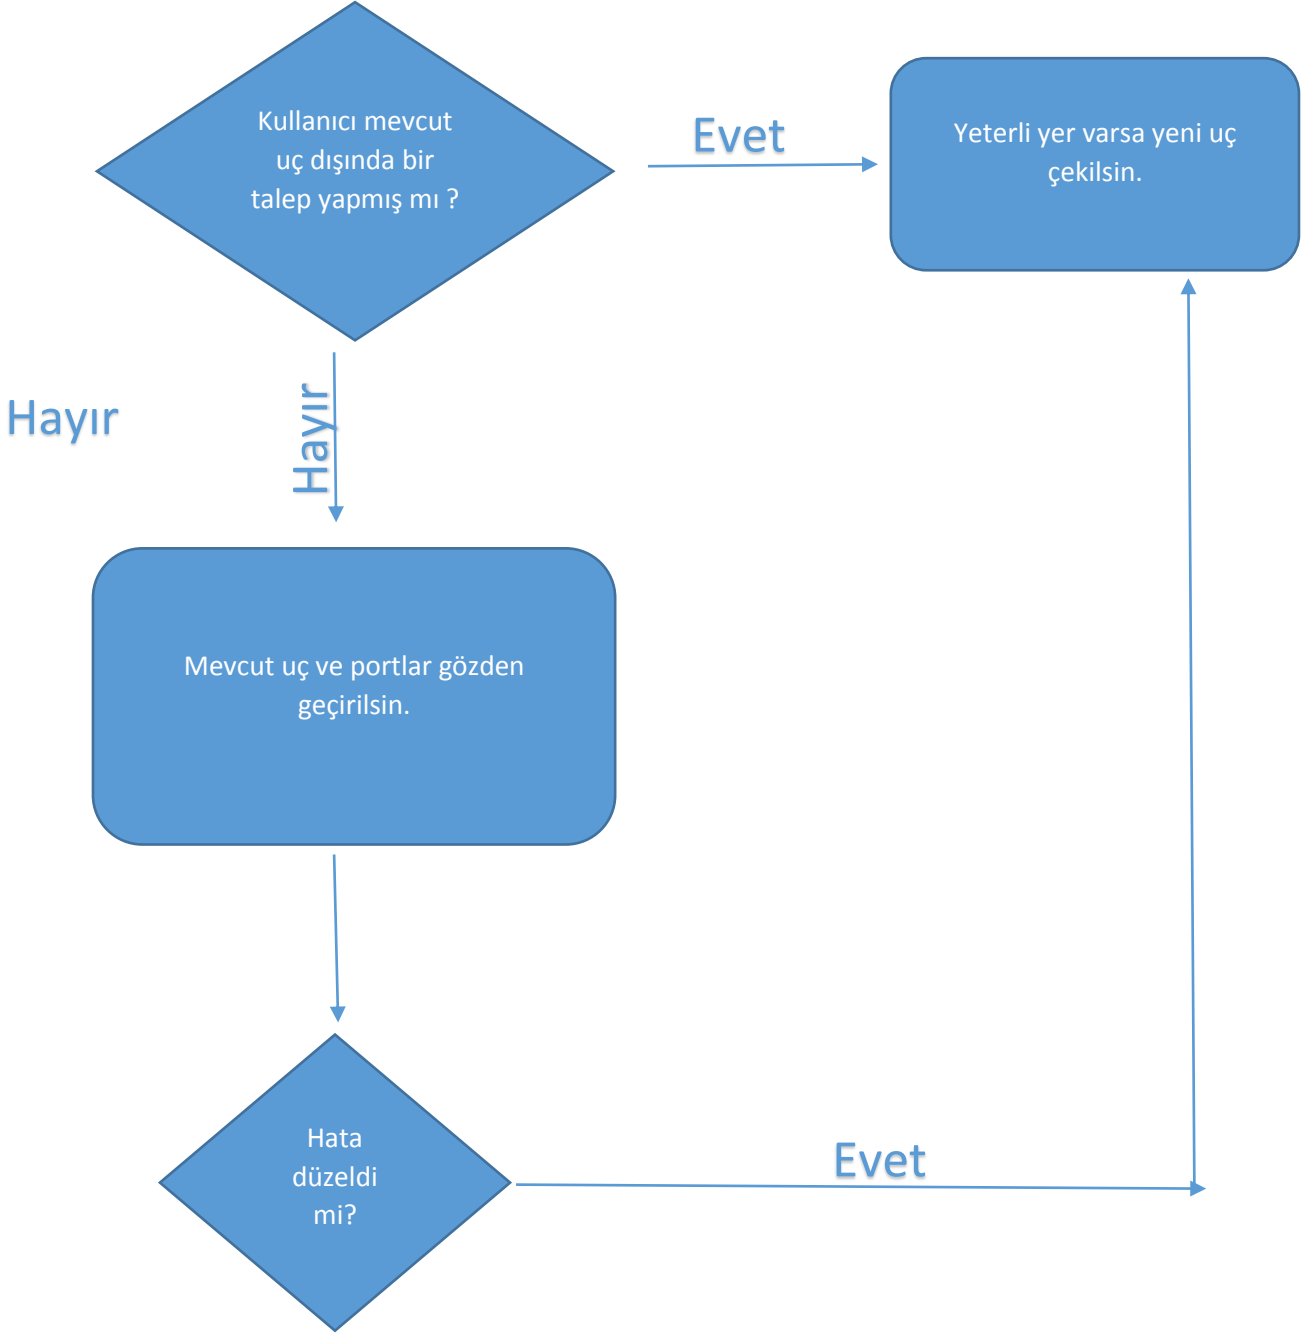 Kullanıcı mevcut
uç dışında bir
talep yapmış mı ?
Evet
Yeterli yer varsa yeni uç
çekilsin.
Hayır
Hayır
Mevcut uç ve portlar gözden
geçirilsin.
Hata
düzeldi
mi?
Evet